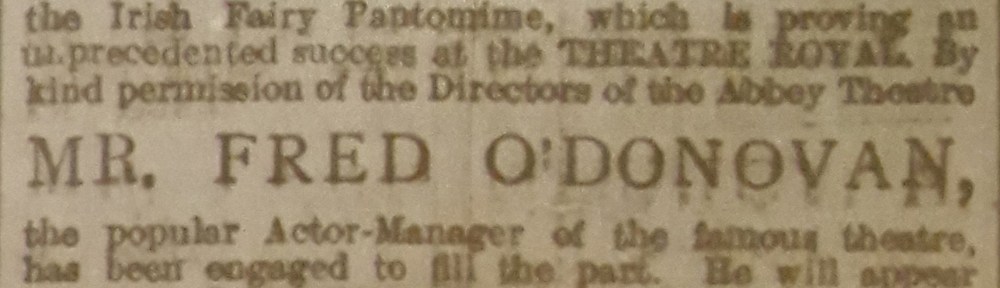 the Irish Fairy Pantomime, which is proving an
unprecedented success at the THEATRE ROYAL. By
kind permission of the Directors of the Abbey Theatre
MR. FRED O'DONOVAN,
the popular Actor-Manager of the famous theatre,
has been engaged to fill the part. He will appear